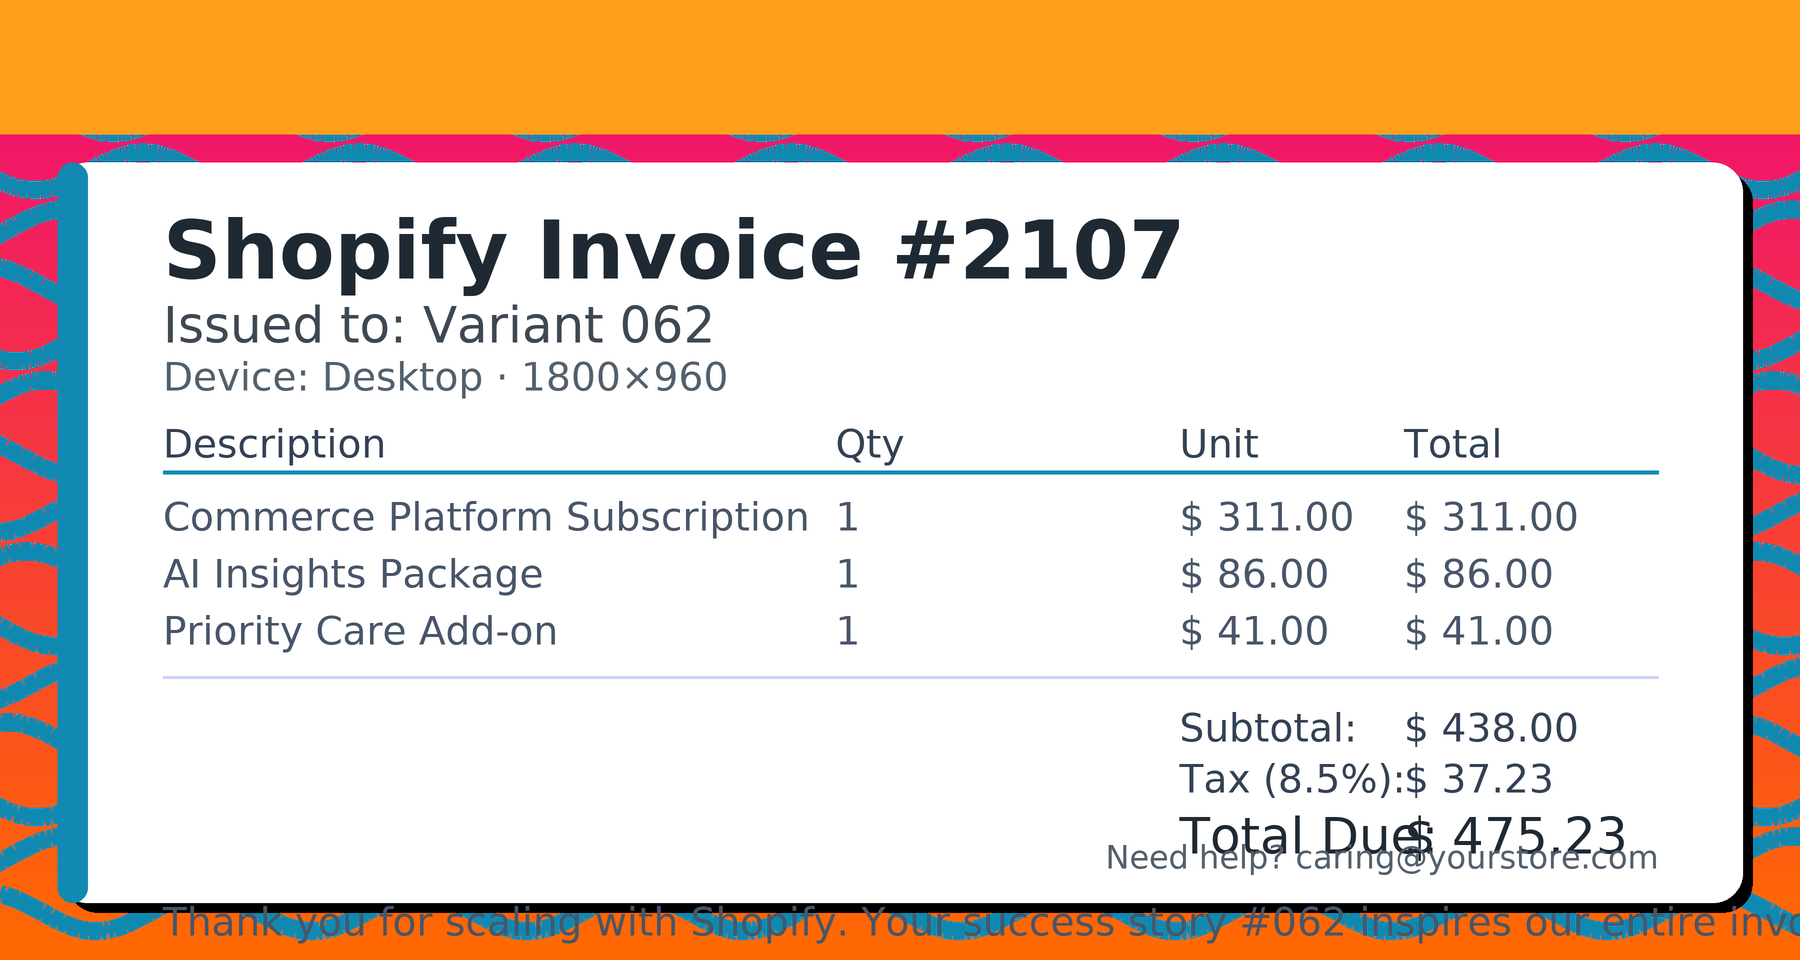 Shopify Invoice #2107
Issued to: Variant 062
Device: Desktop · 1800×960
Description Qty Unit Total
Commerce Platform Subscription 1 $ 311.00 $ 311.00
AI Insights Package 1 $ 86.00 $ 86.00
Priority Care Add-on 1 $ 41.00 $ 41.00
Subtotal: $ 438.00
Tax (8.5%): $ 37.23
Total Due: $ 475.23
Need help? caring@yourstore.com
Thank you for scaling with Shopify. Your success story #062 inspires our entire